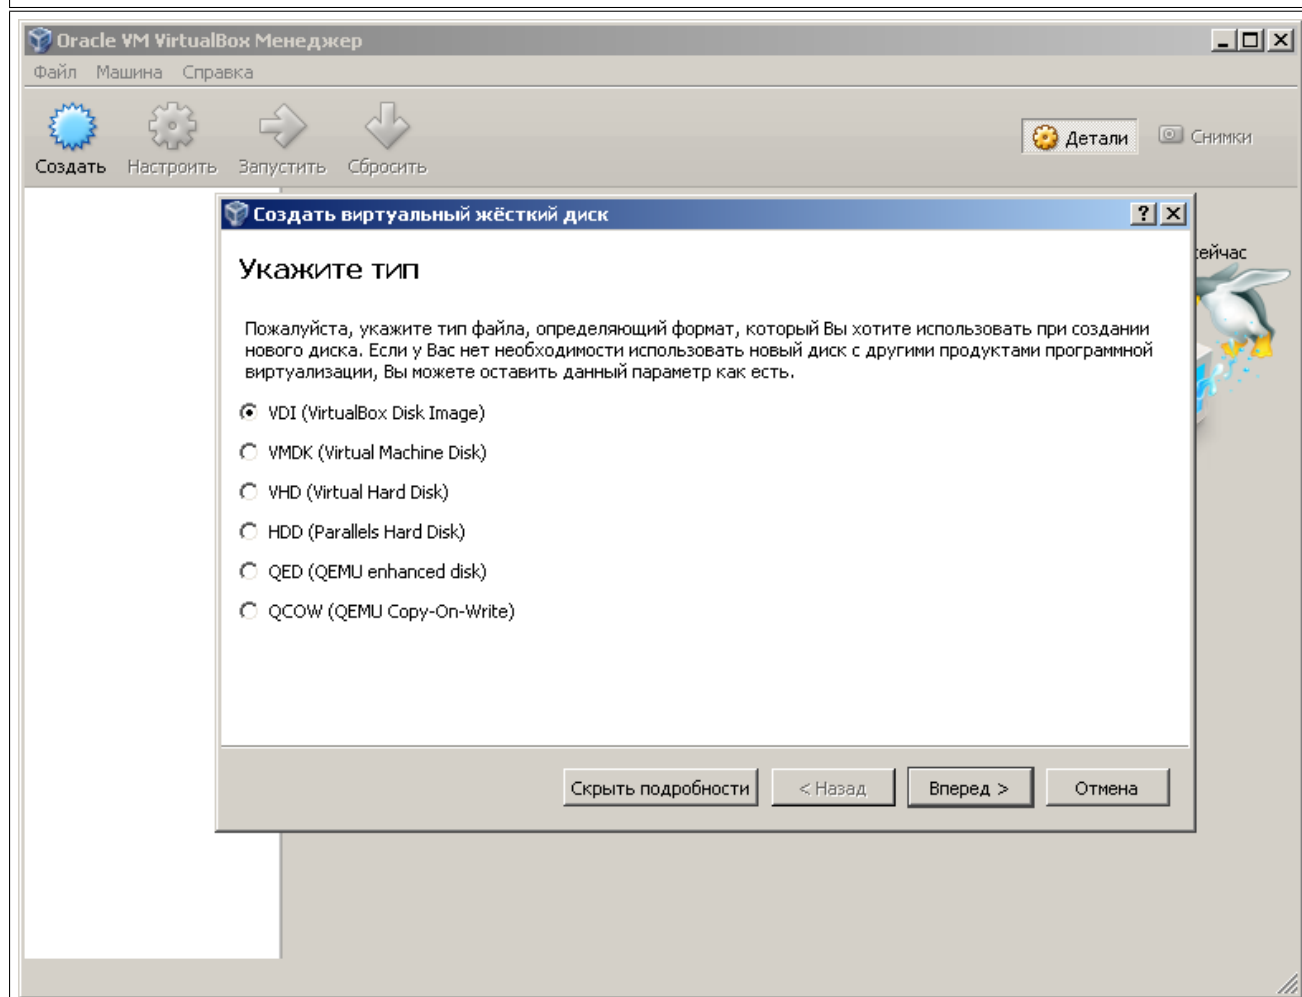 Oracle VM VirtualBox Менеджер
Файл Машина Справка
Создать Настроить Запустить Сбросить
Детали Снимки
Создать виртуальный жёсткий диск
Укажите тип
Пожалуйста, укажите тип файла, определяющий формат, который Вы хотите использовать при создании
нового диска. Если у Вас нет необходимости использовать новый диск с другими продуктами программной
виртуализации, Вы можете оставить данный параметр как есть.
VDI (VirtualBox Disk Image)
VMDK (Virtual Machine Disk)
VHD (Virtual Hard Disk)
HDD (Parallels Hard Disk)
QED (QEMU enhanced disk)
QCOW (QEMU Copy-On-Write)
Скрыть подробности < Назад Вперед > Отмена